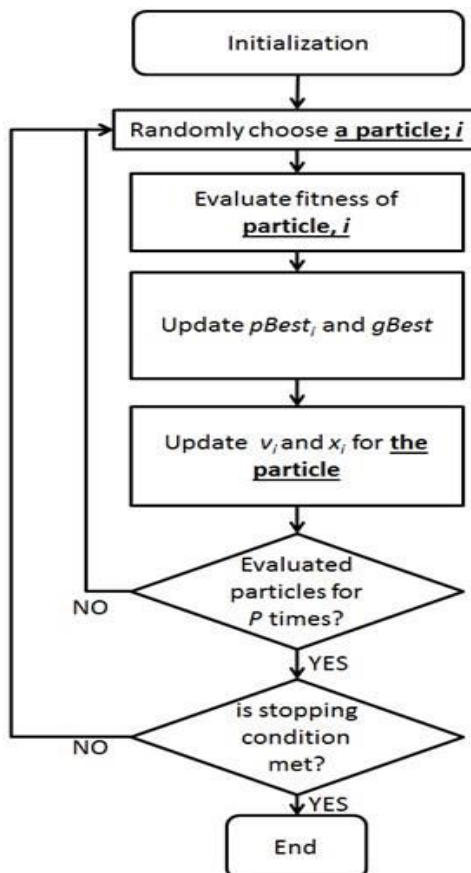 Initialization
Randomly choose a particle; i
Evaluate fitness of
particle, i
Update pBestᵢ and gBest
Update vᵢ and xᵢ for the
particle
Evaluated
particles for
P times?
NO
YES
is stopping
condition
met?
NO
YES
End